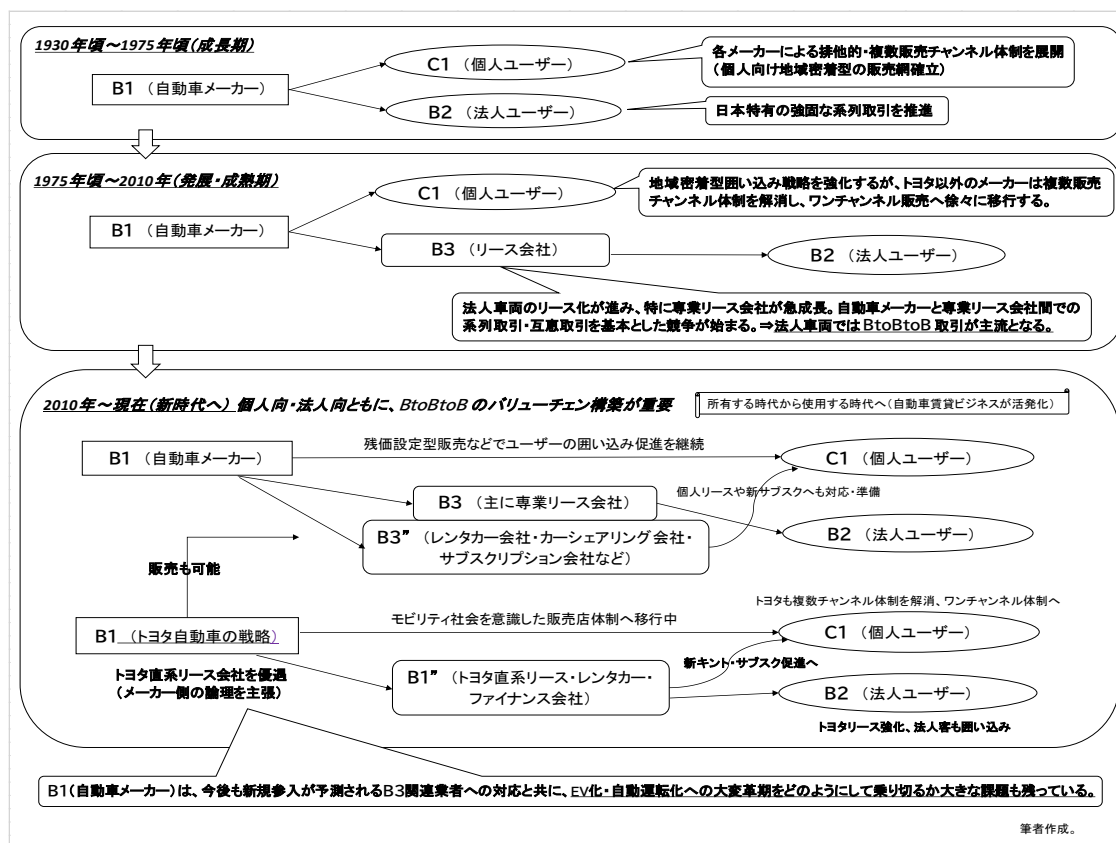 1930年頃～1975年頃(成長期)
C1 （個人ユーザー）
各メーカーによる排他的・複数販売チャンネル体制を展開
（個人向け地域密着型の販売網確立）
B1 （自動車メーカー）
B2 （法人ユーザー）
日本特有の強固な系列取引を推進
1975年頃～2010年（発展・成熟期）
C1 （個人ユーザー）
地域密着型囲い込み戦略を強化するが、トヨタ以外のメーカーは複数販売
チャンネル体制を解消し、ワンチャンネル販売へ徐々に移行する。
B1 （自動車メーカー）
B3 （リース会社）
B2 （法人ユーザー）
法人車両のリース化が進み、特に専業リース会社が急成長。自動車メーカーと専業リース会社間での
系列取引・互恵取引を基本とした競争が始まる。⇒法人車両ではBtoBtoB取引が主流となる。
2010年～現在（新時代へ） 個人向・法人向ともに、BtoBtoBのバリューチェン構築が重要
所有する時代から使用する時代へ（自動車賃貸ビジネスが活発化）
残価設定型販売などでユーザーの囲い込み促進を継続
B1 （自動車メーカー）
C1 （個人ユーザー）
B3 （主に専業リース会社）
個人リースや新サブスクへも対応・準備
B3” （レンタカー会社・カーシェアリング会社・
サブスクリプション会社など）
B2 （法人ユーザー）
販売も可能
トヨタも複数チャンネル体制を解消、ワンチャンネル体制へ
モビリティ社会を意識した販売店体制へ移行中
B1 （トヨタ自動車の戦略）
C1 （個人ユーザー）
新キント・サブスク促進へ
トヨタ直系リース会社を優遇
（メーカー側の論理を主張）
B1” （トヨタ直系リース・レンタカー・
ファイナンス会社）
B2 （法人ユーザー）
トヨタリース強化、法人客も囲い込み
B1（自動車メーカー）は、今後も新規参入が予測されるB3関連業者への対応と共に、EV化・自動運転化への大変革期をどのようにして乗り切るか大きな課題も残っている。
筆者作成。